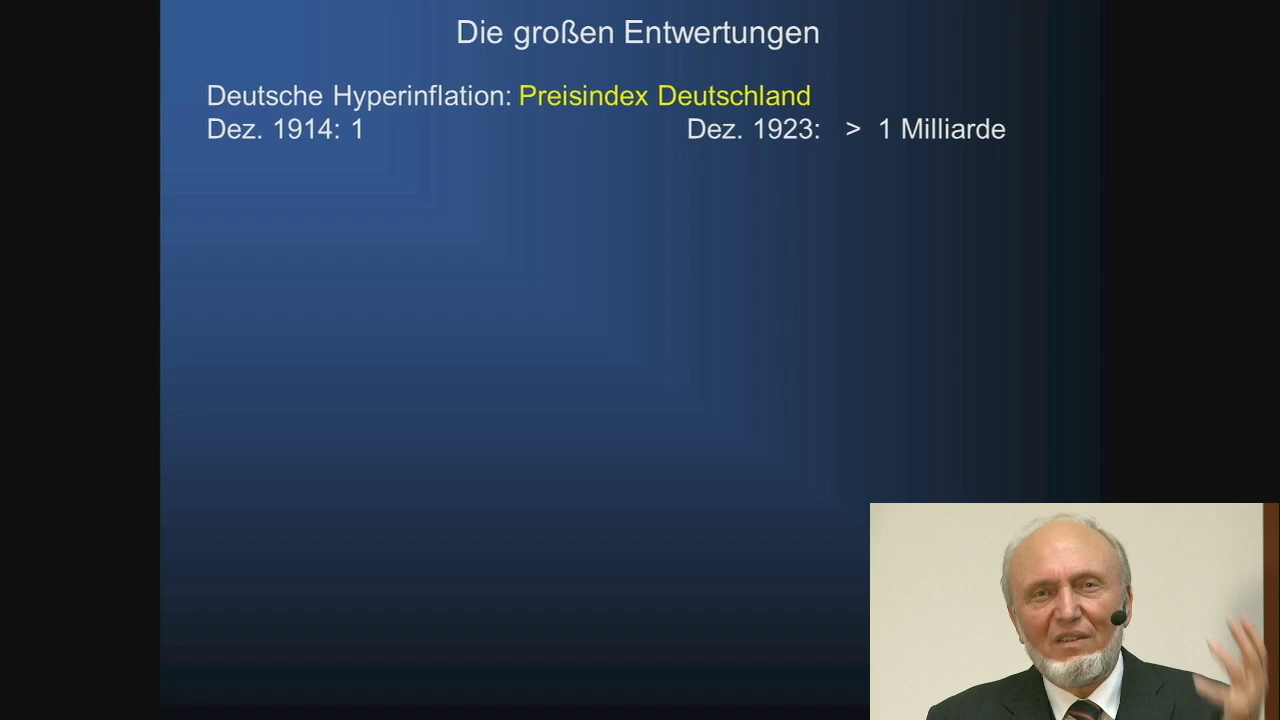 Die großen Entwertungen
Deutsche Hyperinflation: Preisindex Deutschland
Dez. 1914: 1 Dez. 1923: > 1 Milliarde